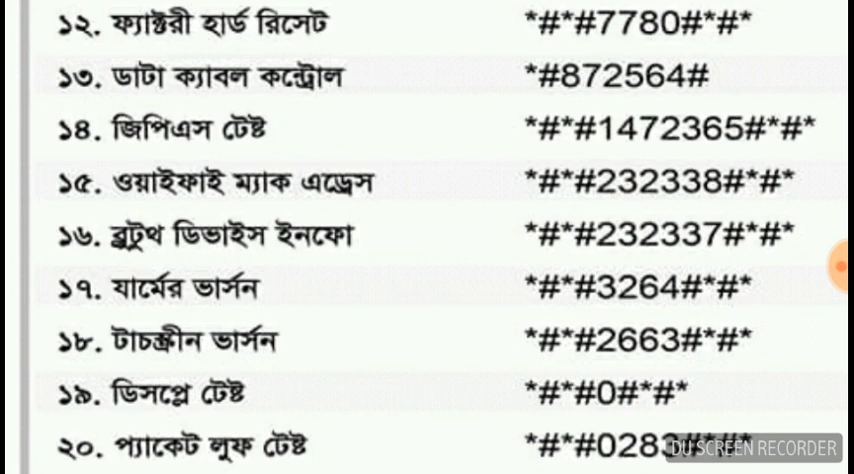 ১২. ফ্যাক্টরী হার্ড রিসেট *#*#7780#*#*
১৩. ডাটা ক্যাবল কন্ট্রোল *#872564#
১৪. জিপিএস টেষ্ট *#*#1472365#*#*
১৫. ওয়াইফাই ম্যাক এড্রেস *#*#232338#*#*
১৬. ব্লুটুথ ডিভাইস ইনফো *#*#232337#*#*
১৭. যার্মের ভার্সন *#*#3264#*#*
১৮. টাচস্ক্রীন ভার্সন *#*#2663#*#*
১৯. ডিসপ্লে টেষ্ট *#*#0#*#*
২০. প্যাকেট লুফ টেষ্ট *#*#0283#*#*
DU SCREEN RECORDER